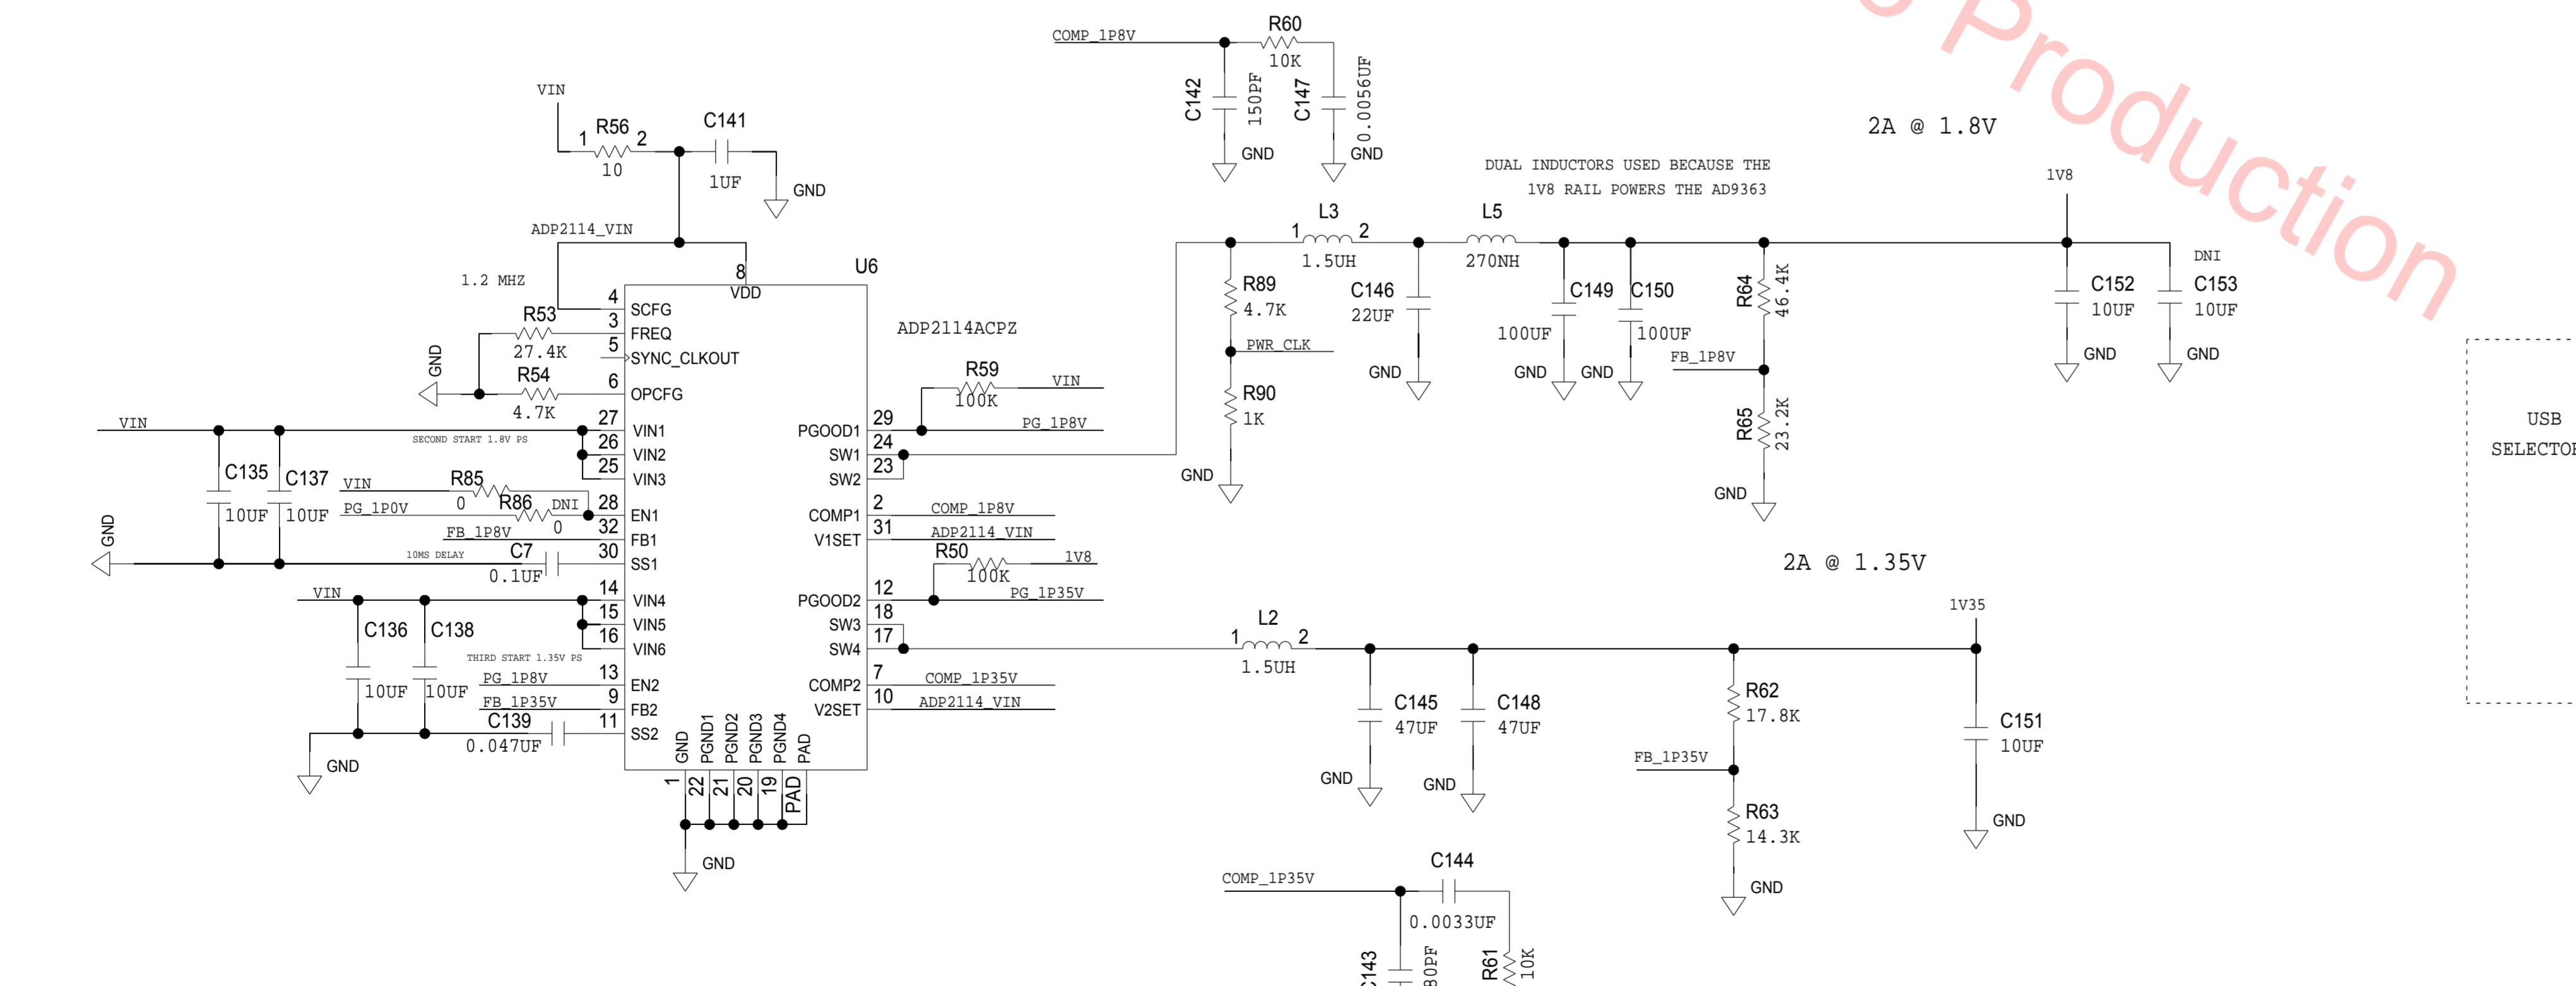 Production
COMP_1P8V
R60
10K
C142
150PF
C147
0.0056UF
GND
GND
VIN
1 R56 2
10
C141
1UF
GND
ADP2114_VIN
1.2 MHZ
2A @ 1.8V
DUAL INDUCTORS USED BECAUSE THE
1V8 RAIL POWERS THE AD9363
1V8
L3
1 2
1.5UH
L5
270NH
R89
4.7K
PWR_CLK
R90
1K
GND
C146
22UF
GND
C149
100UF
GND
C150
100UF
GND
R64
46.4K
FB_1P8V
R65
23.2K
GND
C152
10UF
GND
DNI
C153
10UF
GND
USB
U6
ADP2114ACPZ
8
VDD
4
SCFG
R53
27.4K
3
FREQ
5
SYNC_CLKOUT
GND
R54
4.7K
6
OPCFG
VIN
SECOND START 1.8V PS
27
VIN1
26
VIN2
25
VIN3
C135
10UF
C137
10UF
VIN
R85
0
PG_1P0V
R86
DNI
0
28
EN1
FB_1P8V
32
FB1
GND
10MS DELAY
C7
0.1UF
30
SS1
VIN
14
VIN4
15
VIN5
16
VIN6
C136
10UF
C138
10UF
THIRD START 1.35V PS
PG_1P8V
13
EN2
FB_1P35V
9
FB2
C139
0.047UF
11
SS2
GND
R59
100K
VIN
PGOOD1
29
PG_1P8V
SW1
24
SW2
23
COMP1
2
COMP_1P8V
V1SET
31
ADP2114_VIN
R50
100K
1V8
PGOOD2
12
PG_1P35V
SW3
18
SW4
17
COMP2
7
COMP_1P35V
V2SET
10
ADP2114_VIN
GND
PGND1
PGND2
PGND3
PGND4
PAD
1
22
21
20
19
PAD
GND
2A @ 1.35V
1V35
L2
1 2
1.5UH
C145
47UF
GND
C148
47UF
GND
R62
17.8K
FB_1P35V
R63
14.3K
GND
C151
10UF
GND
COMP_1P35V
C144
0.0033UF
R61
10K